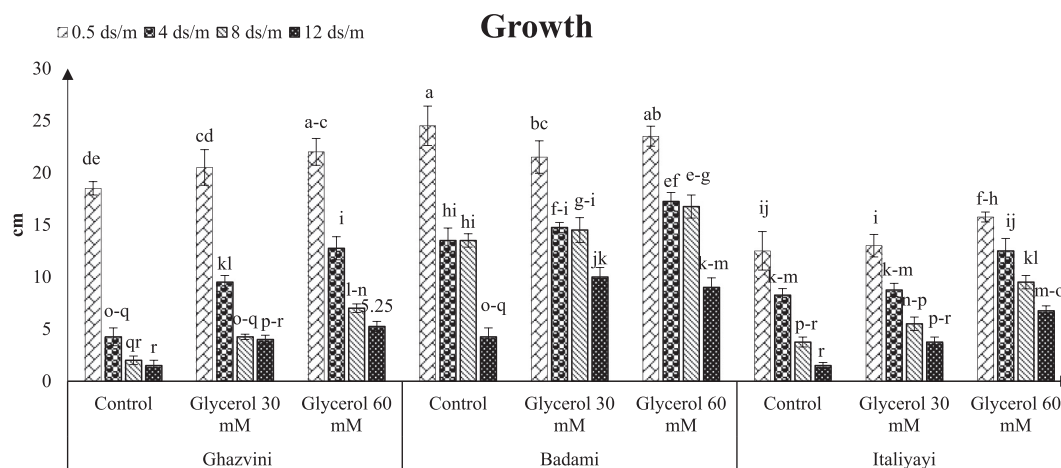 Growth
0.5 ds/m 4 ds/m 8 ds/m 12 ds/m
cm
30
25
20
15
10
5
0
de
o-q
qr
r
cd
kl
o-q
p-r
a-c
i
l-n
5.25
a
hi
hi
o-q
bc
f-i
g-i
jk
ab
ef
e-g
k-m
ij
k-m
p-r
r
i
k-m
n-p
p-r
f-h
ij
kl
m-o
Control
Glycerol 30
mM
Glycerol 60
mM
Control
Glycerol 30
mM
Glycerol 60
mM
Control
Glycerol 30
mM
Glycerol 60
mM
Ghazvini
Badami
Italiyayi